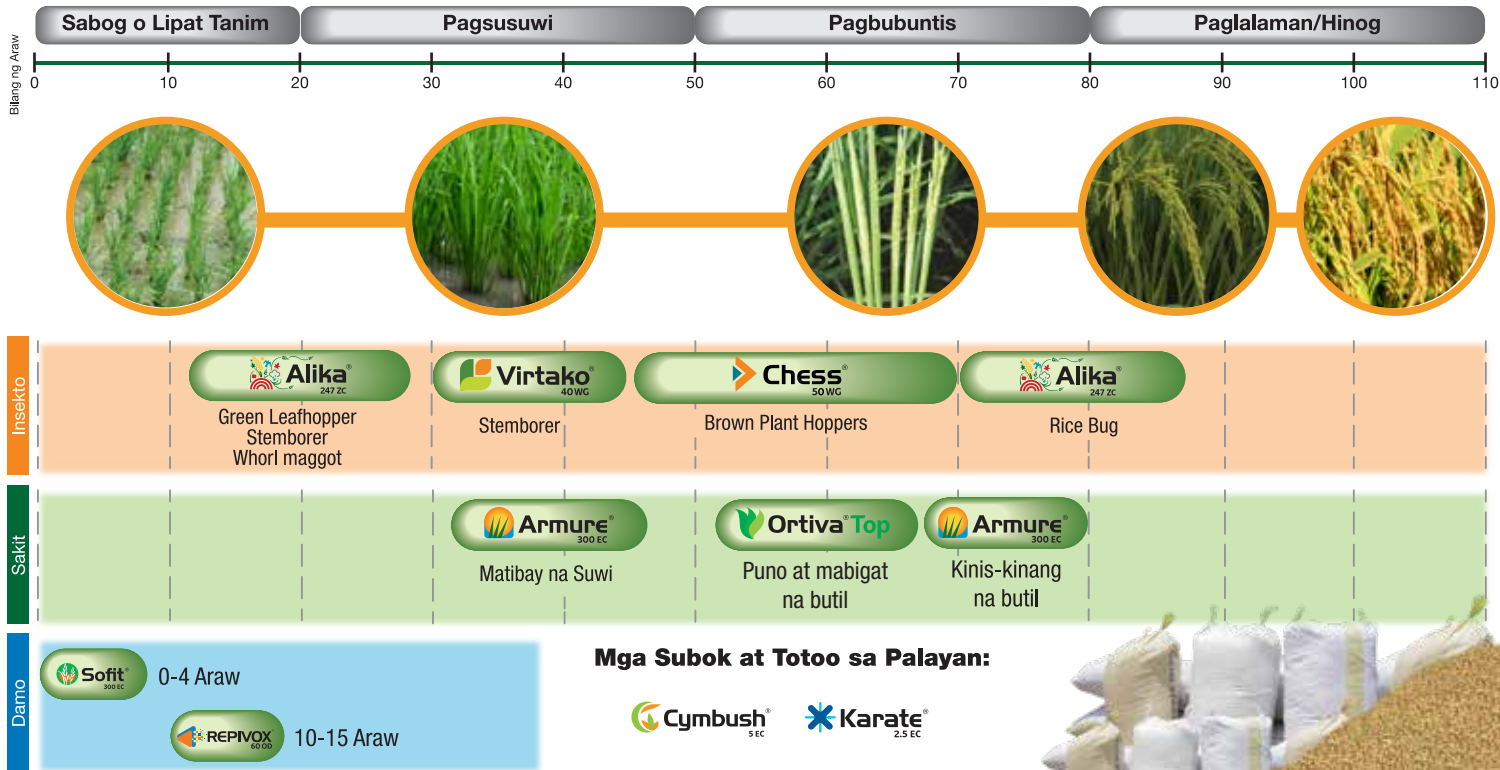 Sabog o Lipat Tanim
Pagsusuwi
Pagbubuntis
Paglalaman/Hinog
Bilang ng Araw
0
10
20
30
40
50
60
70
80
90
100
110
Insekto
Alika®
247 ZC
Green Leafhopper
Stemborer
Whorl maggot
Virtako®
40 WG
Stemborer
Chess®
50 WG
Brown Plant Hoppers
Alika®
247 ZC
Rice Bug
Sakit
Armure®
300 EC
Matibay na Suwi
Ortiva® Top
Puno at mabigat
na butil
Armure®
300 EC
Kinis-kinang
na butil
Damo
Sofit®
300 EC
0-4 Araw
REPIVOX™
60 OD
10-15 Araw
Mga Subok at Totoo sa Palayan:
Cymbush®
5 EC
Karate®
2.5 EC